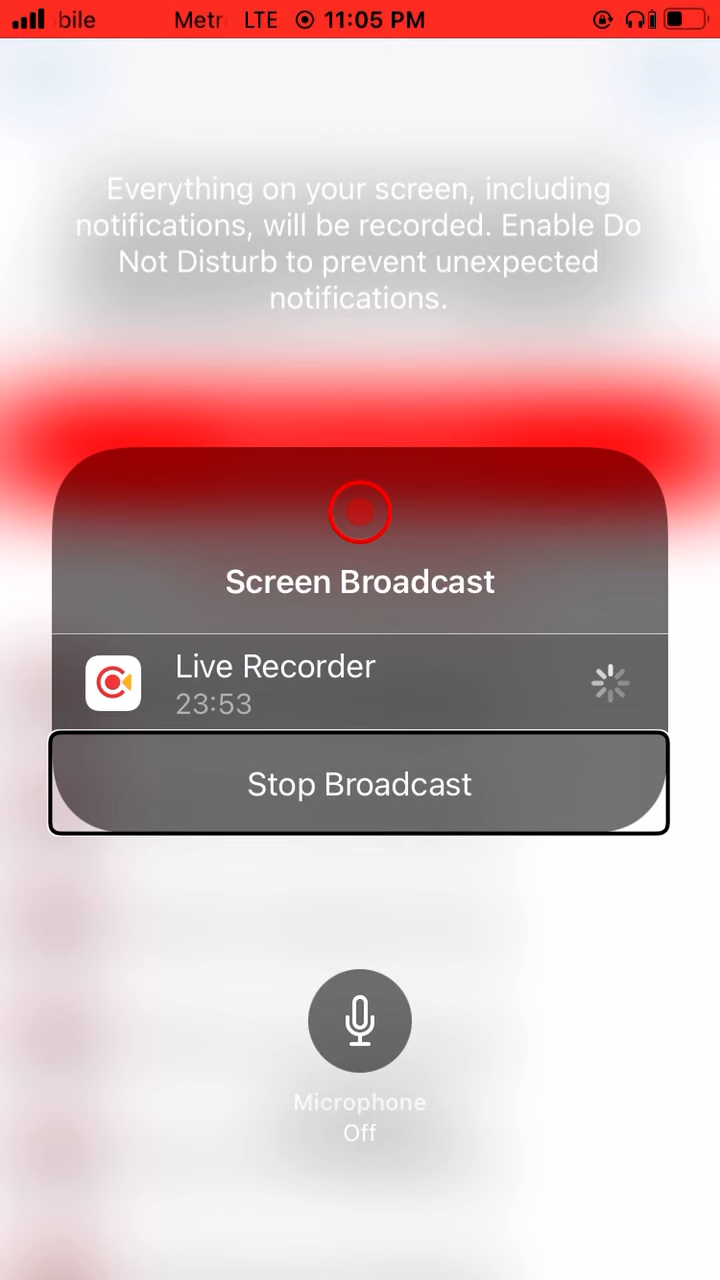 bile Metr LTE 11:05 PM
Everything on your screen, including
notifications, will be recorded. Enable Do
Not Disturb to prevent unexpected
notifications.
Screen Broadcast
Live Recorder
23:53
Stop Broadcast
Microphone
Off